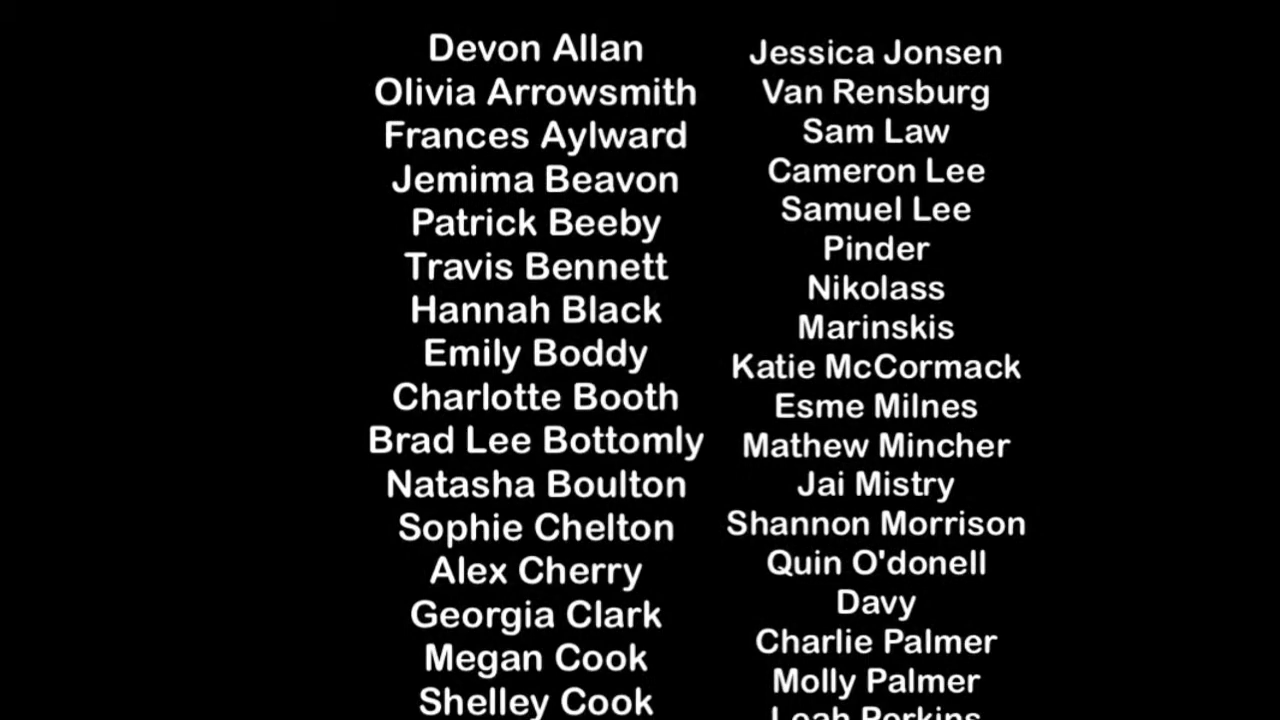 Devon Allan
Olivia Arrowsmith
Frances Aylward
Jemima Beavon
Patrick Beeby
Travis Bennett
Hannah Black
Emily Boddy
Charlotte Booth
Brad Lee Bottomly
Natasha Boulton
Sophie Chelton
Alex Cherry
Georgia Clark
Megan Cook
Shelley Cook
Jessica Jonsen
Van Rensburg
Sam Law
Cameron Lee
Samuel Lee
Pinder
Nikolass
Marinskis
Katie McCormack
Esme Milnes
Mathew Mincher
Jai Mistry
Shannon Morrison
Quin O'donell
Davy
Charlie Palmer
Molly Palmer
Leah Perkins